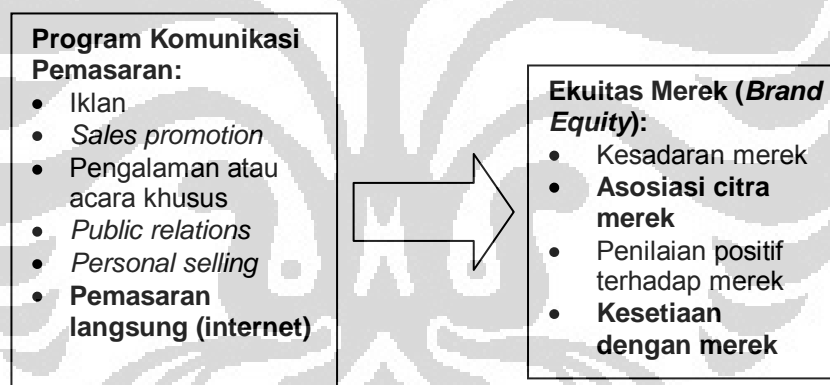 Program Komunikasi
Pemasaran:
• Iklan
• Sales promotion
• Pengalaman atau
acara khusus
• Public relations
• Personal selling
• Pemasaran
langsung (internet)
Ekuitas Merek (Brand
Equity):
• Kesadaran merek
• Asosiasi citra
merek
• Penilaian positif
terhadap merek
• Kesetiaan
dengan merek